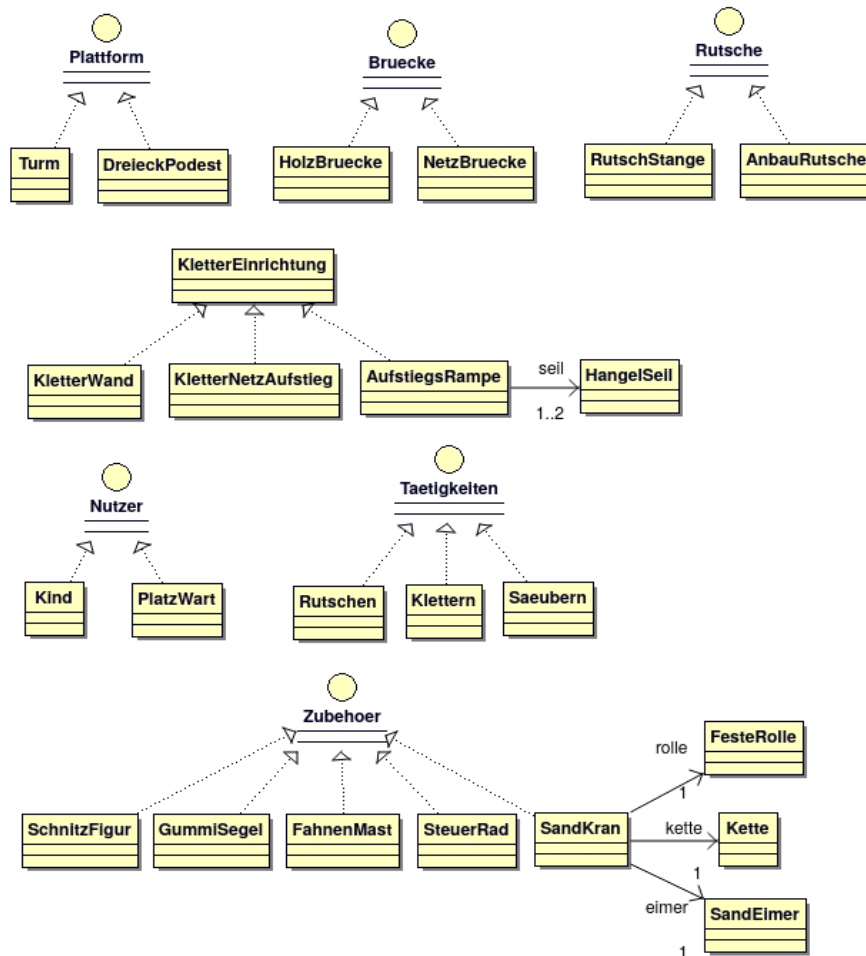 Plattform
Bruecke
Rutsche
Turm
DreieckPodest
HolzBruecke
NetzBruecke
RutschStange
AnbauRutsche
KletterEinrichtung
KletterWand
KletterNetzAufstieg
AufstiegsRampe
seil
1..2
HangelSeil
Nutzer
Taetigkeiten
Kind
PlatzWart
Rutschen
Klettern
Saeubern
Zubehoer
SchnitzFigur
GummiSegel
FahnenMast
SteuerRad
SandKran
rolle
1
FesteRolle
kette
1
Kette
eimer
1
SandEimer